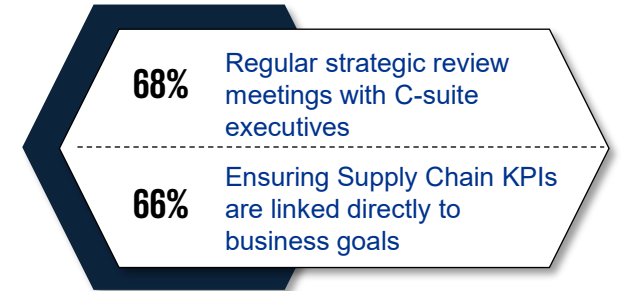 68%
Regular strategic review
meetings with C-suite
executives
66%
Ensuring Supply Chain KPIs
are linked directly to
business goals